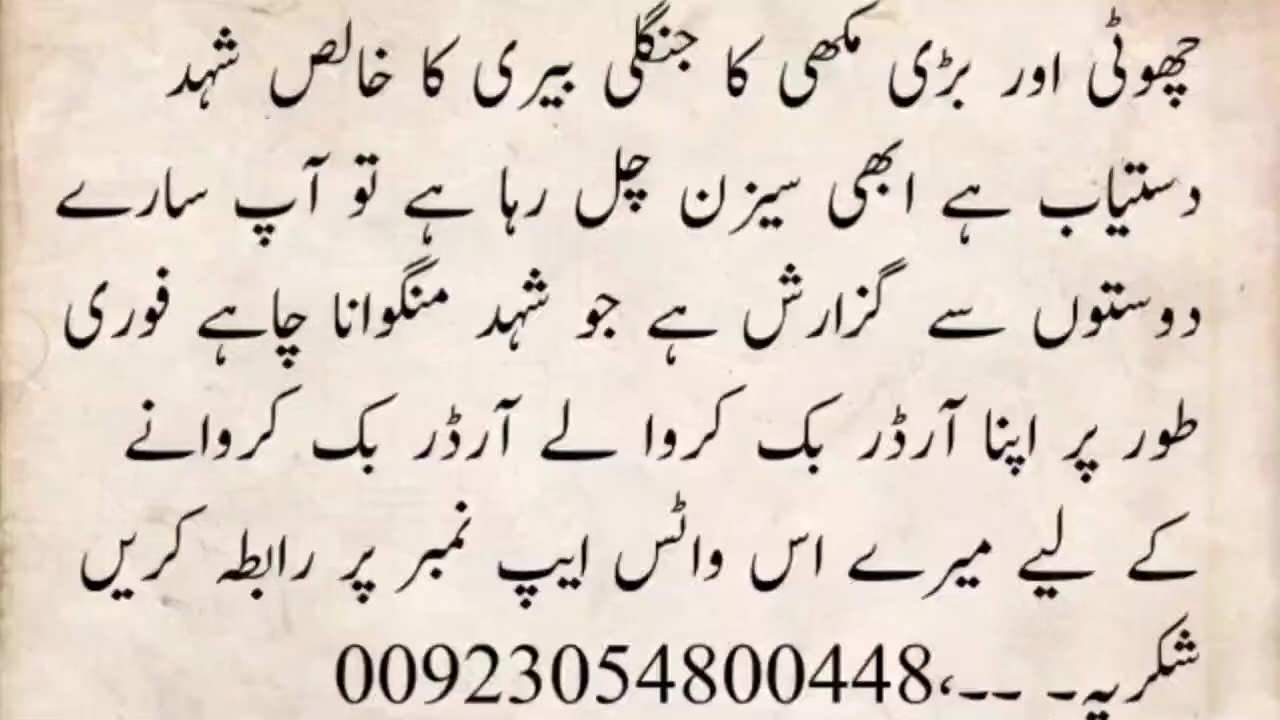 چھوٹی اور بڑی مکھی کا جنگلی بیری کا خالص شہد
دستیاب ہے ابھی سیزن چل رہا ہے تو آپ سارے
دوستوں سے گزارش ہے جو شہد منگوانا چاہے فوری
طور پر اپنا آرڈر بک کروا لے آرڈر بک کروانے
کے لیے میرے اس واٹس ایپ نمبر پر رابطہ کریں
شکریہ۔ ۔۔،00923054800448